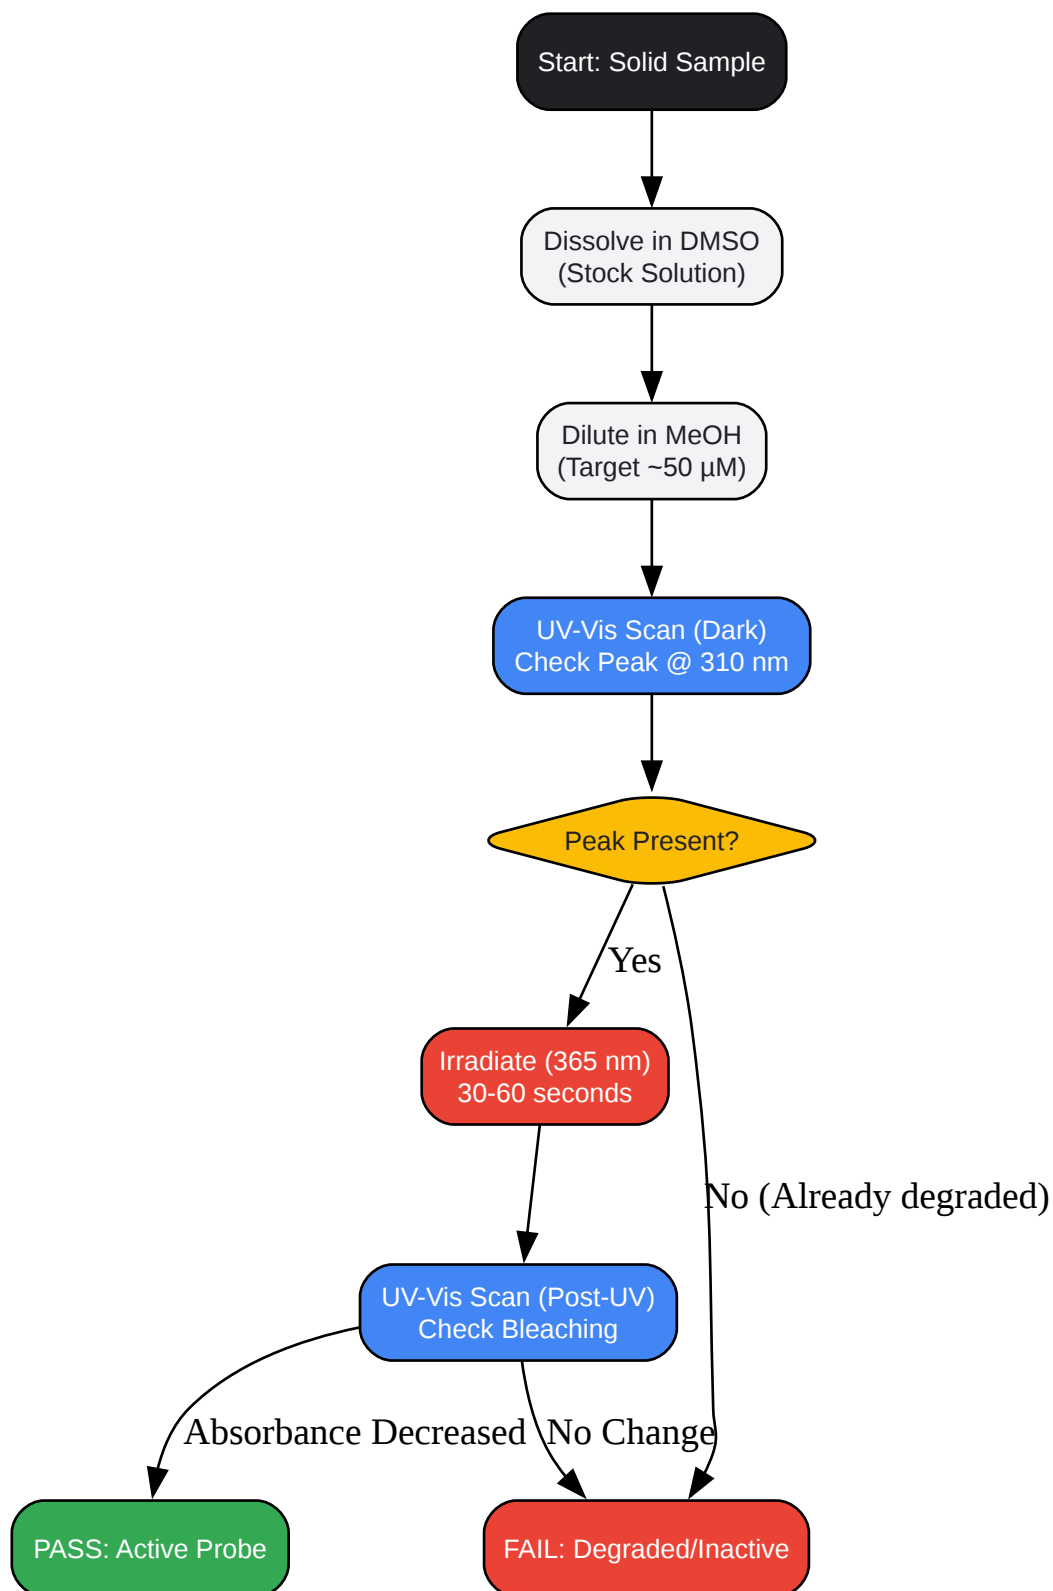 Start: Solid Sample
Dissolve in DMSO
(Stock Solution)
Dilute in MeOH
(Target ~50 µM)
UV-Vis Scan (Dark)
Check Peak @ 310 nm
Peak Present?
Yes
Irradiate (365 nm)
30-60 seconds
No (Already degraded)
UV-Vis Scan (Post-UV)
Check Bleaching
Absorbance Decreased
No Change
PASS: Active Probe
FAIL: Degraded/Inactive